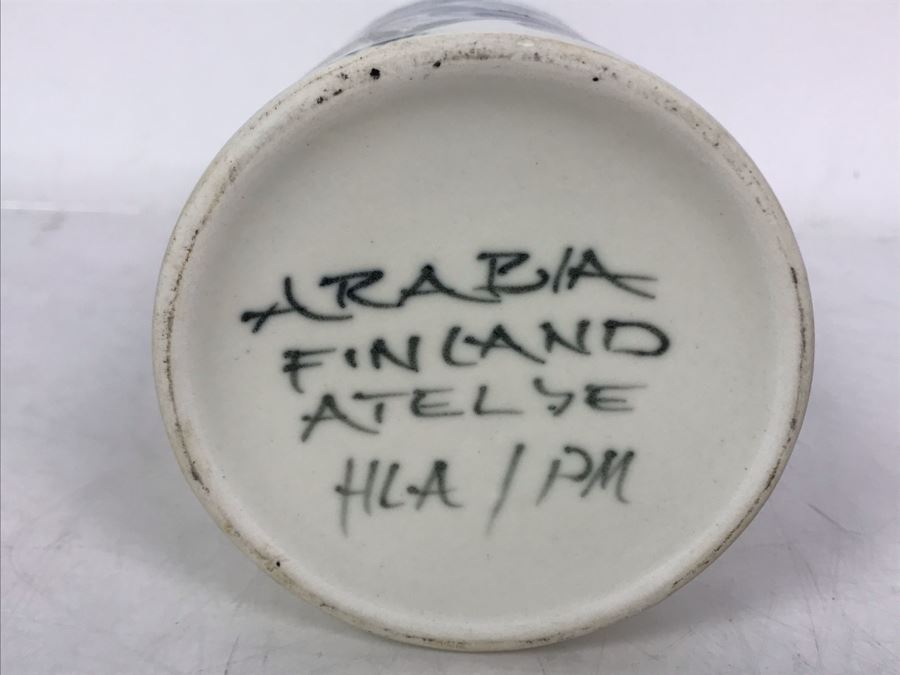 ARABIA
FINLAND
ATELJE
HLA / PM